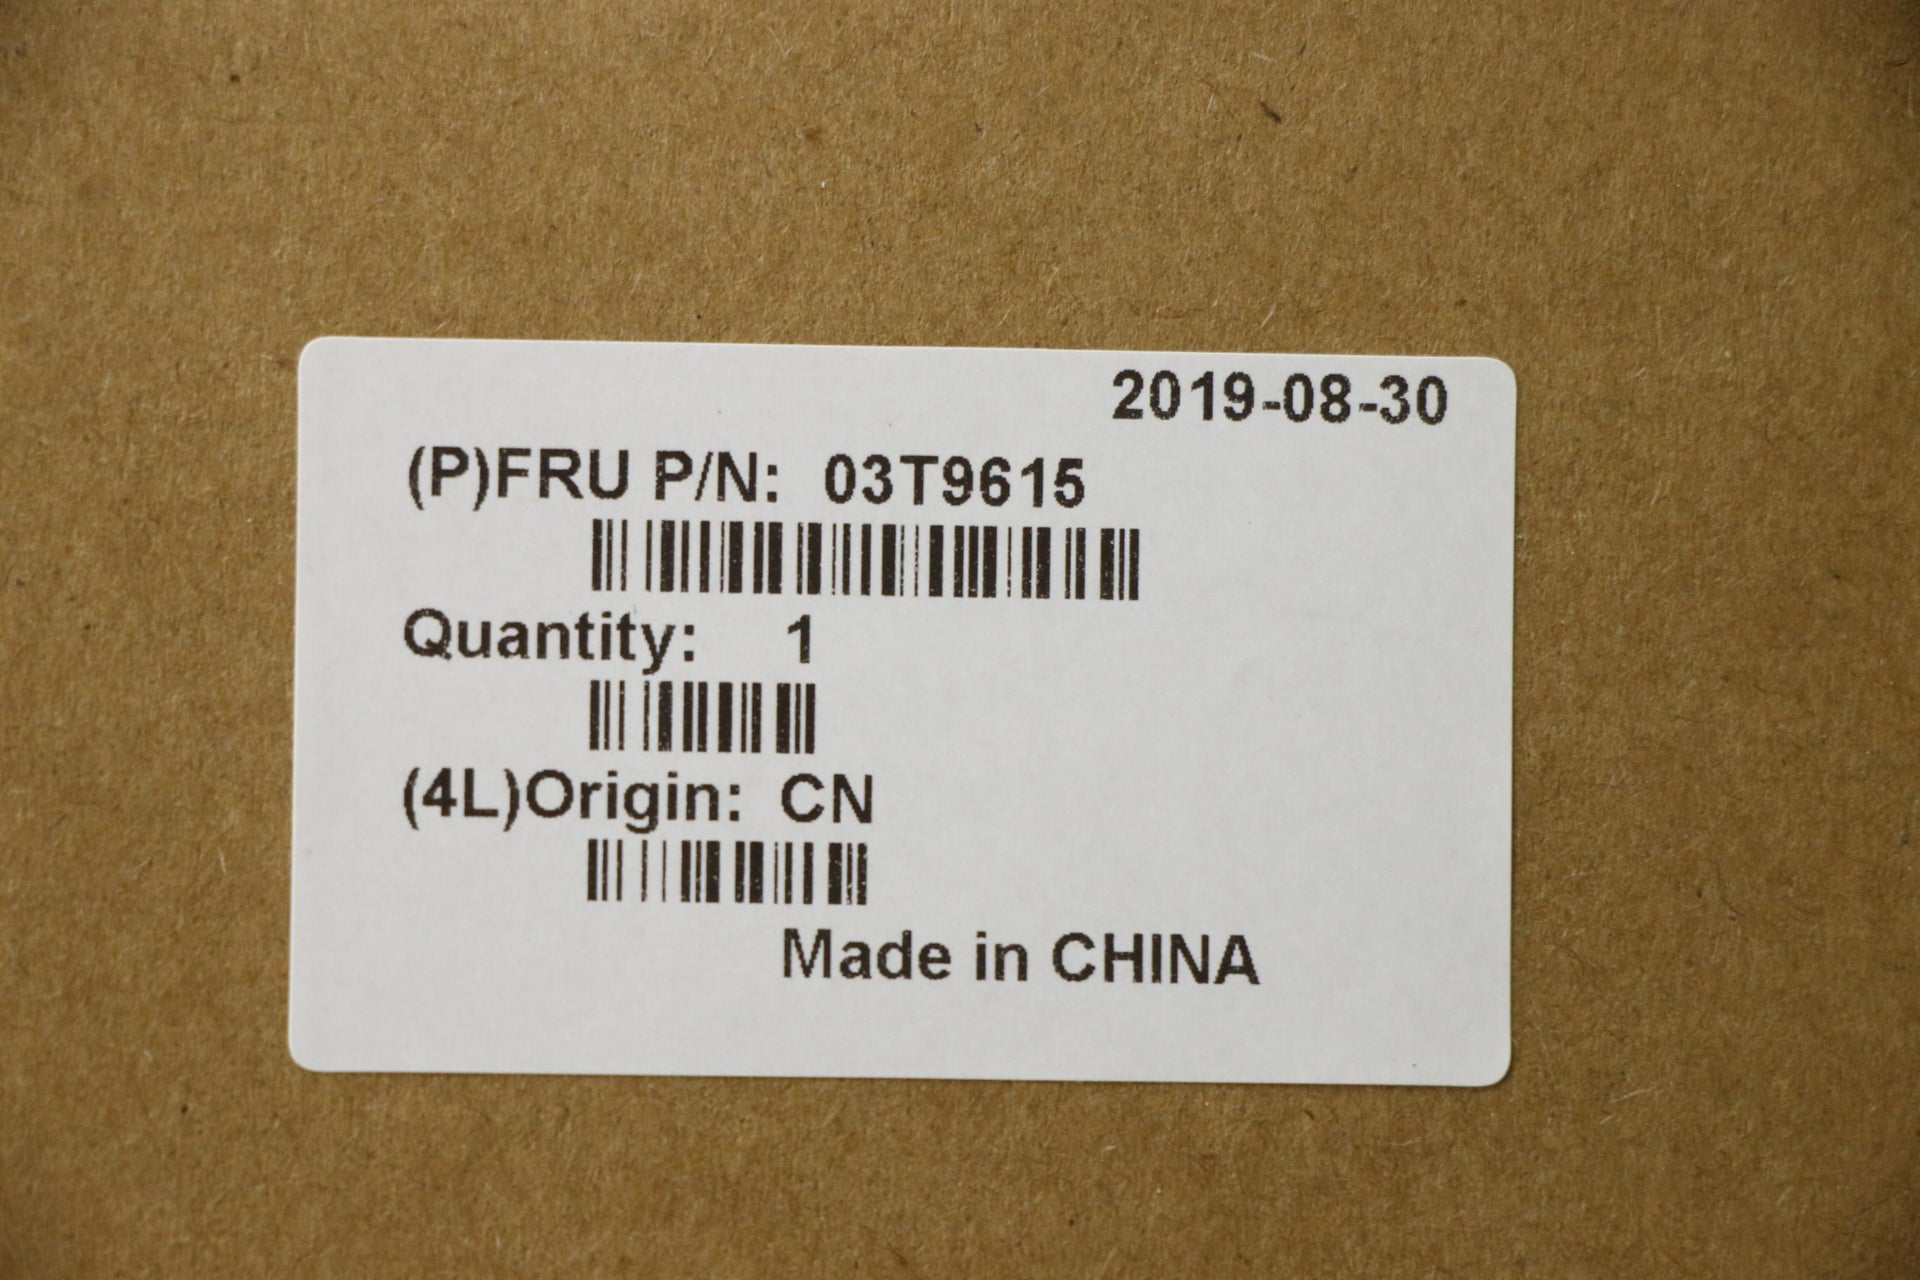 2019-08-30
(P)FRU P/N: 03T9615
Quantity: 1
(4L)Origin: CN
Made in CHINA